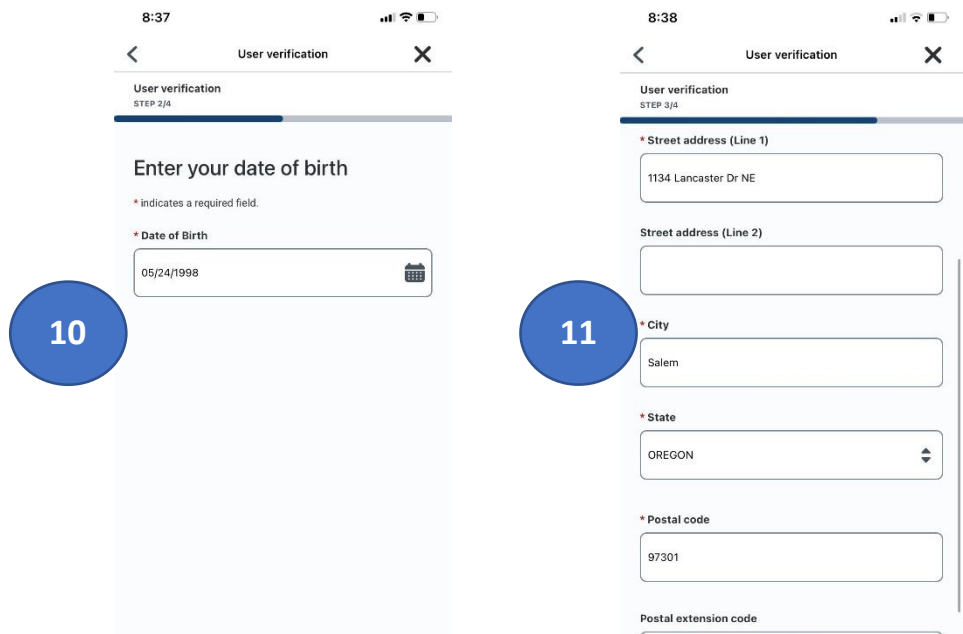 8:37
User verification
User verification
STEP 2/4
Enter your date of birth
* indicates a required field.
* Date of Birth
05/24/1998
10
8:38
User verification
User verification
STEP 3/4
* Street address (Line 1)
1134 Lancaster Dr NE
Street address (Line 2)
* City
Salem
11
* State
OREGON
* Postal code
97301
Postal extension code